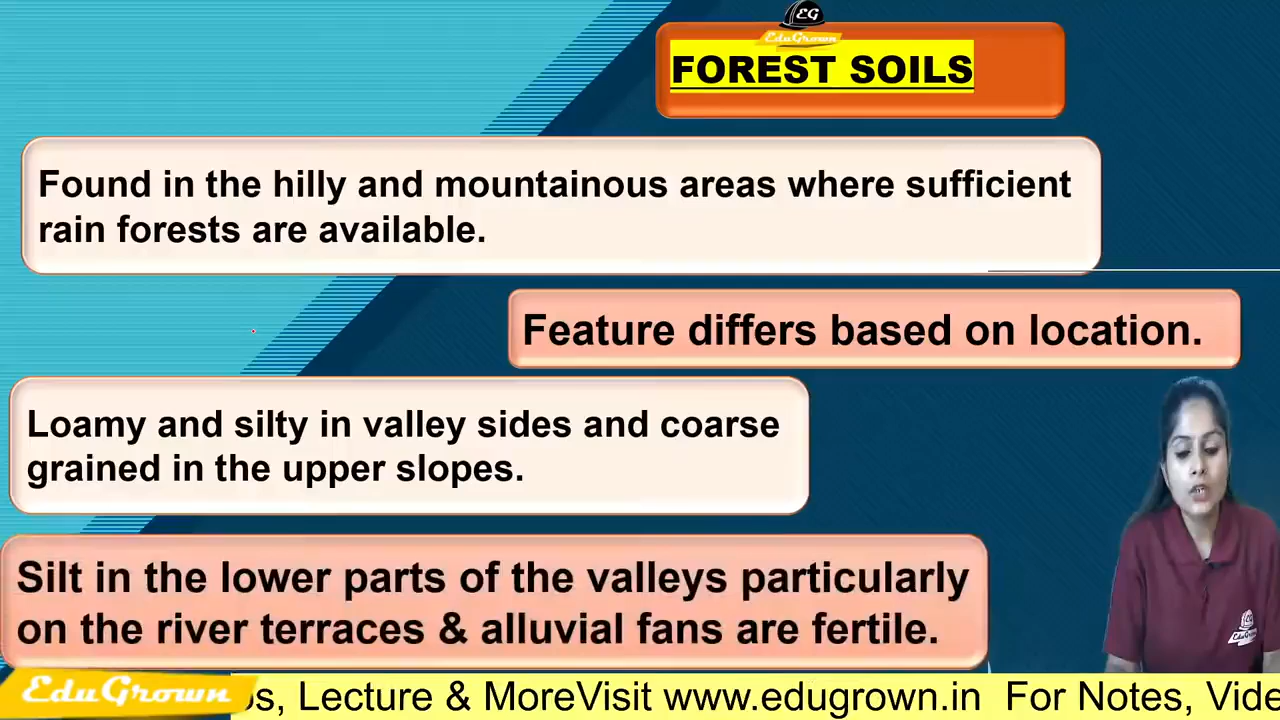 EG
EduGrown
FOREST SOILS
Found in the hilly and mountainous areas where sufficient
rain forests are available.
Feature differs based on location.
Loamy and silty in valley sides and coarse
grained in the upper slopes.
Silt in the lower parts of the valleys particularly
on the river terraces & alluvial fans are fertile.
EduGrown
EduGrown
s, Lecture & MoreVisit www.edugrown.in For Notes, Vide